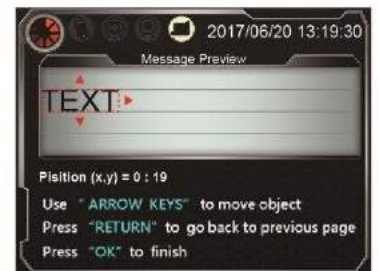 2017/06/20 13:19:30
Message Preview
TEXT
Pisition (x,y) = 0 : 19
Use "ARROW KEYS" to move object
Press "RETURN" to go back to previous page
Press "OK" to finish